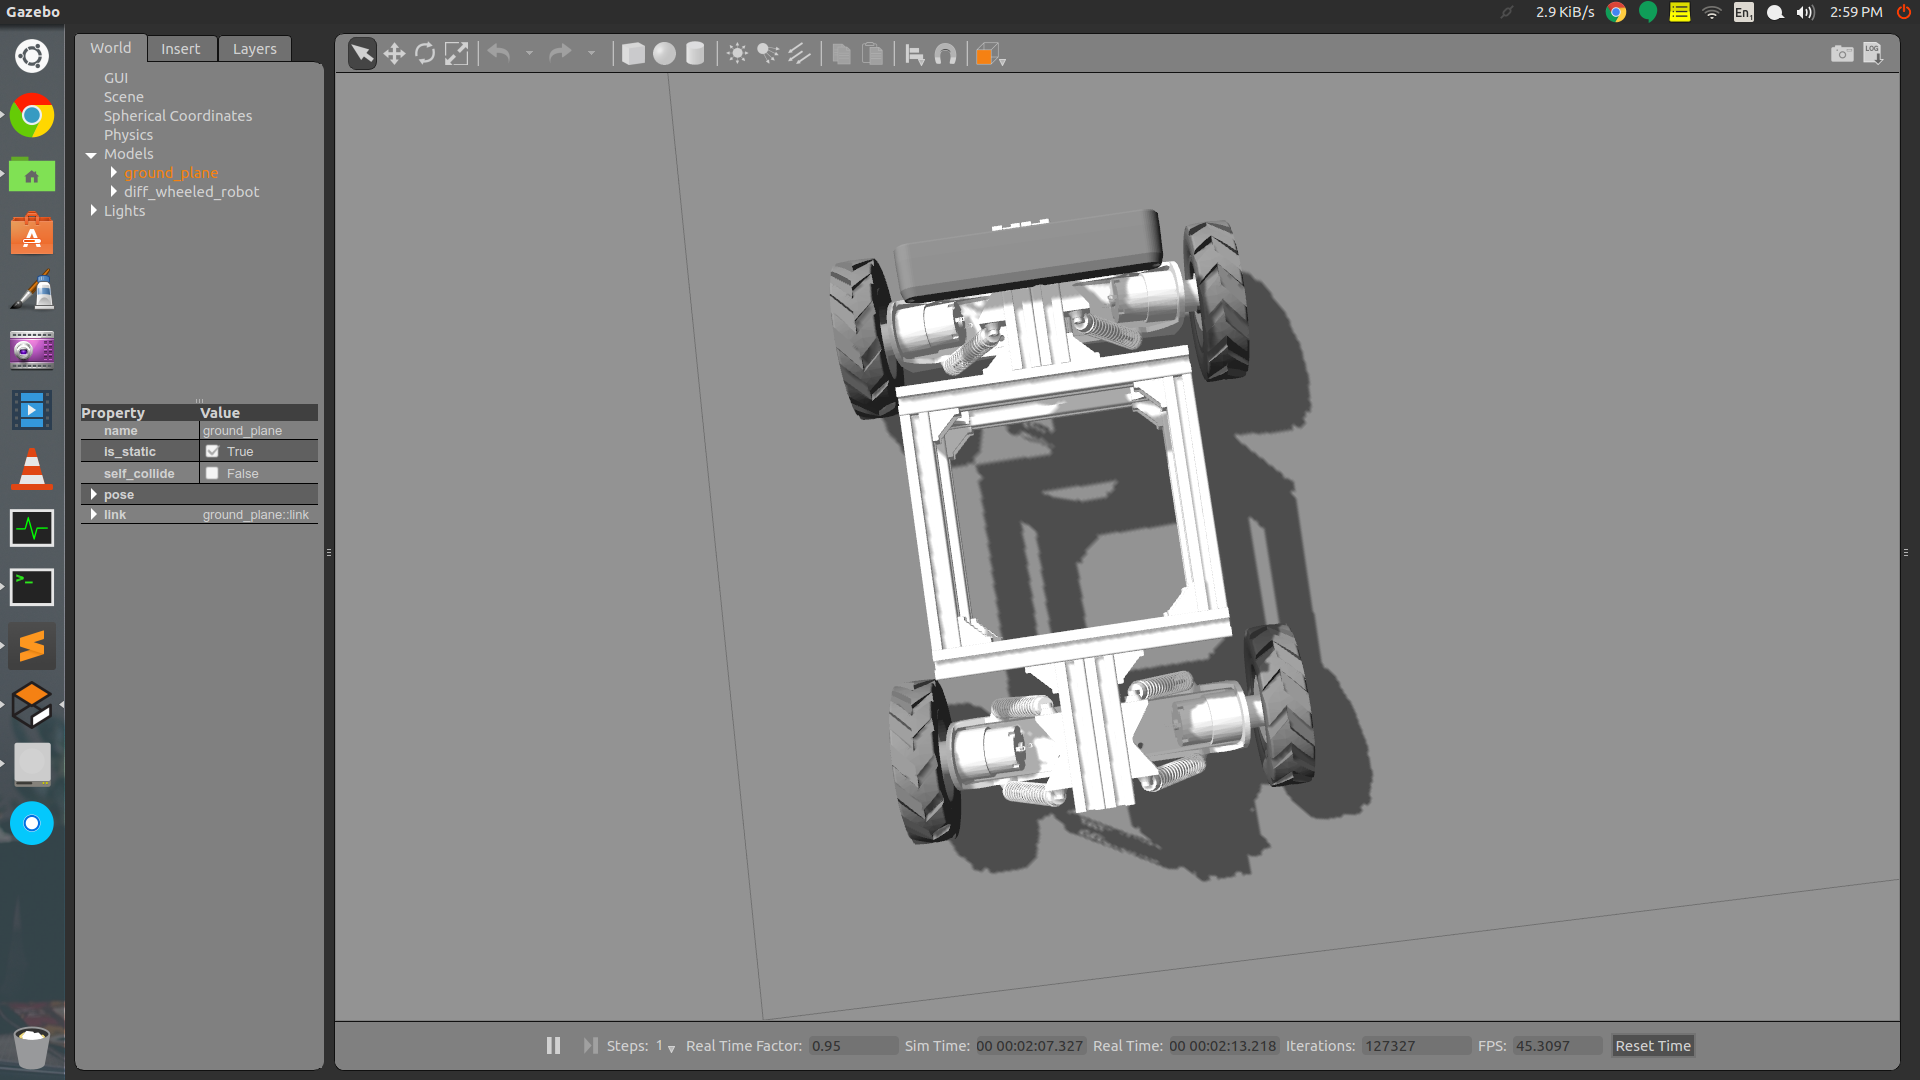 Gazebo
2.9 KiB/s
En1
2:59 PM
World
Insert
Layers
LOG
GUI
Scene
Spherical Coordinates
Physics
Models
ground_plane
diff_wheeled_robot
Lights
Property Value
name ground_plane
is_static True
self_collide False
pose
link ground_plane::link
>_
Steps: 1 Real Time Factor: 0.95 Sim Time: 00 00:02:07.327 Real Time: 00 00:02:13.218 Iterations: 127327 FPS: 45.3097 Reset Time